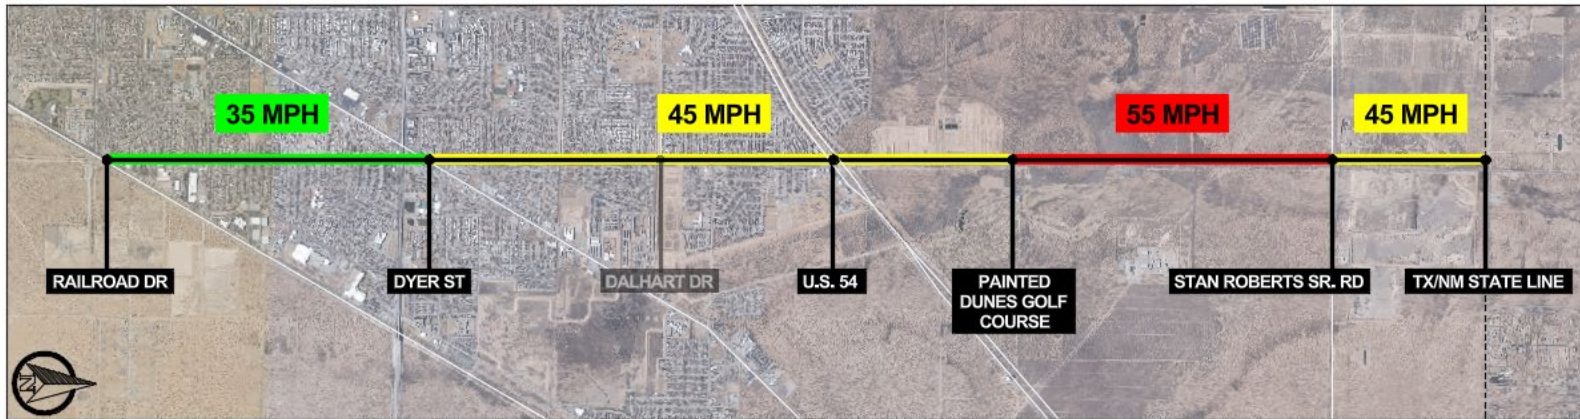 35 MPH
45 MPH
55 MPH
45 MPH
RAILROAD DR
DYER ST
DALHART DR
U.S. 54
PAINTED
DUNES GOLF
COURSE
STAN ROBERTS SR. RD
TX/NM STATE LINE
N